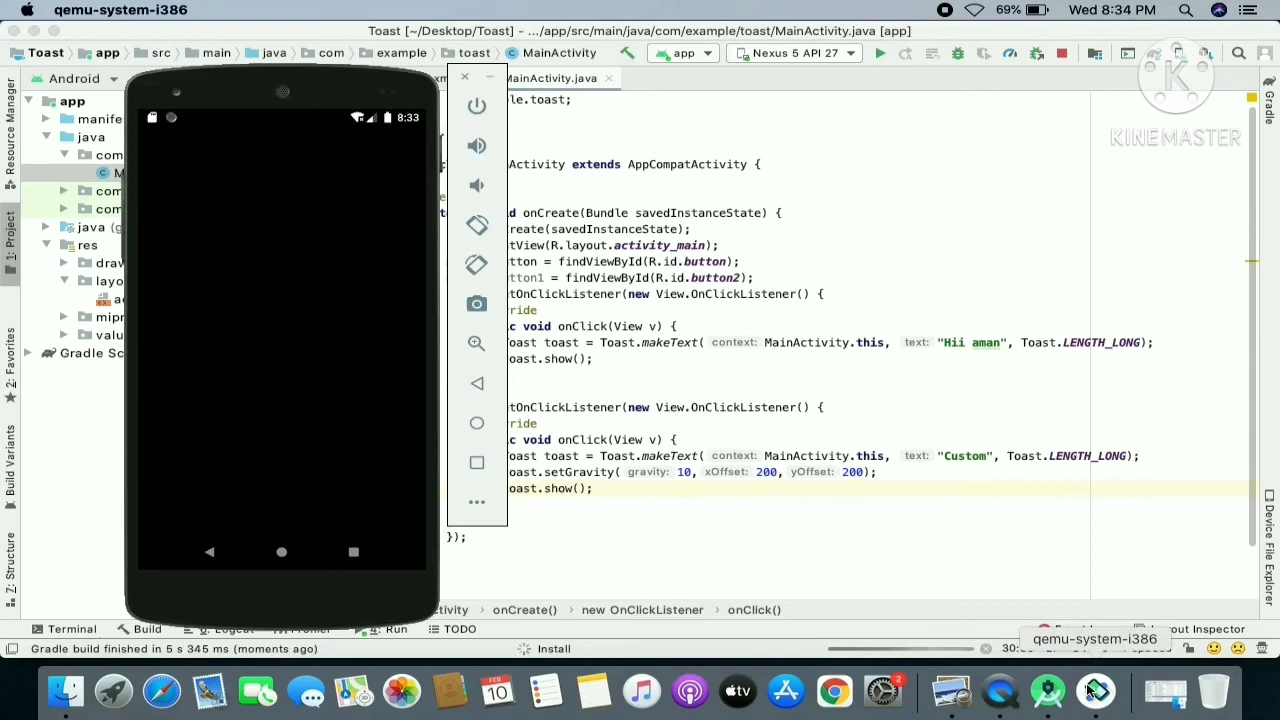 qemu-system-i386
69%
Wed 8:34 PM
Toast [~/Desktop/Toast] - .../app/src/main/java/com/example/toast/MainActivity.java [app]
Toast
app
src
main
java
com
example
toast
MainActivity
app
Nexus 5 API 27
KINEMASTER
Android
MainActivity.java
Resource Manager
1: Project
2: Favorites
Build Variants
Z: Structure
Gradle
Device File Explorer
app
manife
java
com
M
com
com
java (g
res
draw
layo
ac
mipr
valu
Gradle Sc
8:33
le.toast;
Activity extends AppCompatActivity {
id onCreate(Bundle savedInstanceState) {
create(savedInstanceState);
tView(R.layout.activity_main);
tton = findViewById(R.id.button);
tton1 = findViewById(R.id.button2);
tOnClickListener(new View.OnClickListener() {
ride
c void onClick(View v) {
oast toast = Toast.makeText( context: MainActivity.this, text: "Hii aman", Toast.LENGTH_LONG);
oast.show();
tOnClickListener(new View.OnClickListener() {
ride
c void onClick(View v) {
oast toast = Toast.makeText( context: MainActivity.this, text: "Custom", Toast.LENGTH_LONG);
oast.setGravity( gravity: 10, xOffset: 200, yOffset: 200);
oast.show();
});
tivity
onCreate()
new OnClickListener
onClick()
Terminal
Build
4: Run
TODO
Layout Inspector
qemu-system-i386
Gradle build finished in 5 s 345 ms (moments ago)
Install
FEB
10
tv
2